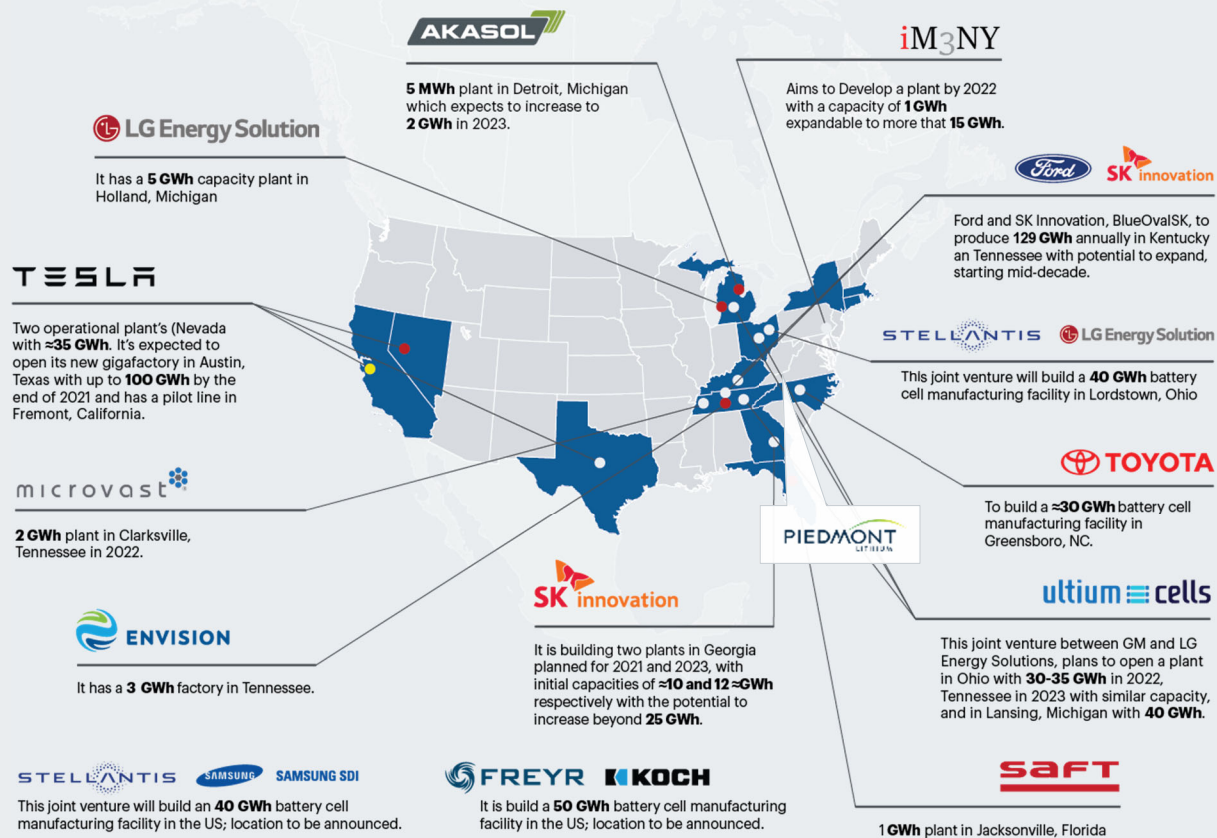 AKASOL
5 MWh plant in Detroit, Michigan
which expects to increase to
2 GWh in 2023.
iM3NY
Aims to Develop a plant by 2022
with a capacity of 1 GWh
expandable to more that 15 GWh.
LG Energy Solution
It has a 5 GWh capacity plant in
Holland, Michigan
Ford SK innovation
Ford and SK Innovation, BlueOvalSK, to
produce 129 GWh annually in Kentucky
an Tennessee with potential to expand,
starting mid-decade.
TESLA
Two operational plant's (Nevada
with ≈35 GWh. It's expected to
open its new gigafactory in Austin,
Texas with up to 100 GWh by the
end of 2021 and has a pilot line in
Fremont, California.
STELLANTIS LG Energy Solution
This joint venture will build a 40 GWh battery
cell manufacturing facility in Lordstown, Ohio
TOYOTA
To build a ≈30 GWh battery cell
manufacturing facility in
Greensboro, NC.
microvast
2 GWh plant in Clarksville,
Tennessee in 2022.
PIEDMONT
LITHIUM
SK innovation
It is building two plants in Georgia
planned for 2021 and 2023, with
initial capacities of ≈10 and 12 ≈GWh
respectively with the potential to
increase beyond 25 GWh.
ultium cells
This joint venture between GM and LG
Energy Solutions, plans to open a plant
in Ohio with 30-35 GWh in 2022,
Tennessee in 2023 with similar capacity,
and in Lansing, Michigan with 40 GWh.
ENVISION
It has a 3 GWh factory in Tennessee.
STELLANTIS SAMSUNG SAMSUNG SDI
This joint venture will build an 40 GWh battery cell
manufacturing facility in the US; location to be announced.
FREYR KOCH
It is build a 50 GWh battery cell manufacturing
facility in the US; location to be announced.
saft
1 GWh plant in Jacksonville, Florida